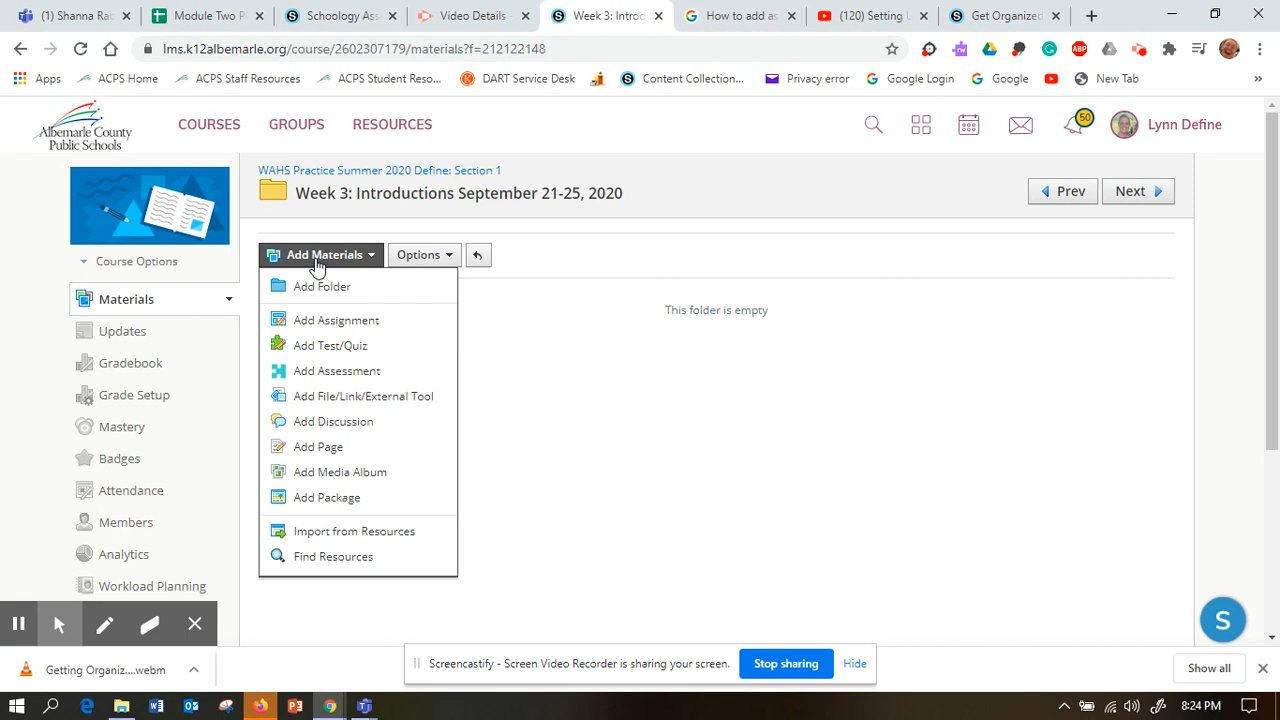 (1) Shanna Rac
Module Two P
Schoology Ass
Video Details -
Week 3: Introd
How to add as
(120) Setting U
Get Organized
lms.k12albemarle.org/course/2602307179/materials?f=212122148
Apps
ACPS Home
ACPS Staff Resources
ACPS Student Reso...
DART Service Desk
Content Collection...
Privacy error
Google Login
Google
New Tab
»
Albemarle County
Public Schools
COURSES
GROUPS
RESOURCES
50
Lynn Define
WAHS Practice Summer 2020 Define: Section 1
Week 3: Introductions September 21-25, 2020
Prev
Next
Course Options
Add Materials
Options
Materials
Updates
Gradebook
Grade Setup
Mastery
Badges
Attendance
Members
Analytics
Workload Planning
Add Folder
Add Assignment
Add Test/Quiz
Add Assessment
Add File/Link/External Tool
Add Discussion
Add Page
Add Media Album
Add Package
Import from Resources
Find Resources
This folder is empty
S
Screencastify - Screen Video Recorder is sharing your screen.
Stop sharing
Hide
Getting Organiz....webm
Show all
8:24 PM